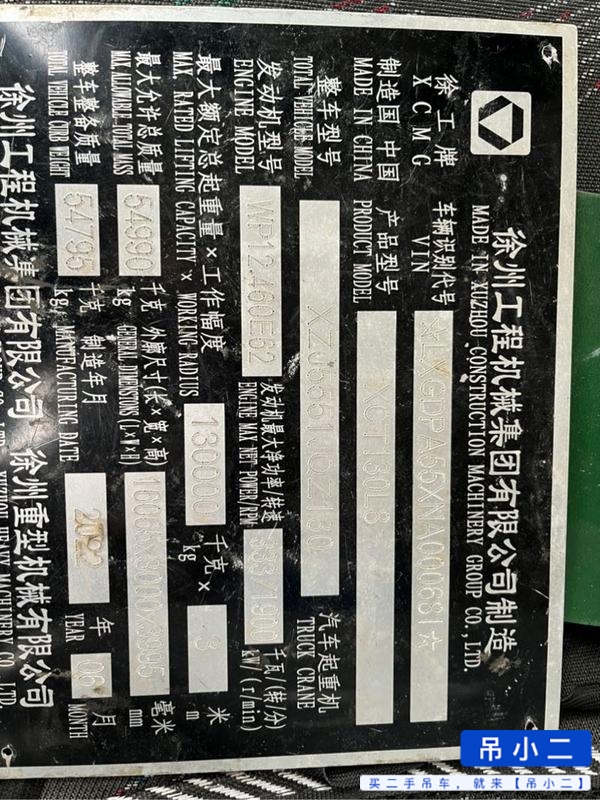 徐州工程机械集团有限公司制造
MADE IN XUZHOU CONSTRUCTION MACHINERY GROUP CO., LTD.
徐工牌 车辆识别代号 ☆LXGDPA55XNA000681☆
XCMG VIN
制造国 中国 产品型号 XCT130L8
MADE IN CHINA PRODUCT MODEL
整车型号 XZJ5551JQZ130 汽车起重机
TOTAL VEHICLE MODEL TRUCK CRANE
发动机型号 WP12.460E62 发动机最大净功率/转速 333/1900 千瓦/(转/分)
ENGINE MODEL ENGINE MAX NET POWER/RPM kW/(r/min)
最大额定总起重量×工作幅度 130000 千克× 3 米
MAX. RATED LIFTING CAPACITY × WORKING RADIUS kg m
最大允许总质量 54990 千克 外廓尺寸(长×宽×高) 毫米
MAX. ALLOWABLE TOTAL MASS kg GENERAL DIMENSIONS (L×W×H) mm
整车整备质量 54795 千克 制造年月 年 06 月
TOTAL VEHICLE CURB WEIGHT kg MANUFACTURING DATE YEAR MONTH
徐州工程机械集团有限公司 徐州重型机械有限公司
XUZHOU HEAVY MACHINERY CO., LTD.
吊小二
买二手吊车，就来【吊小二】